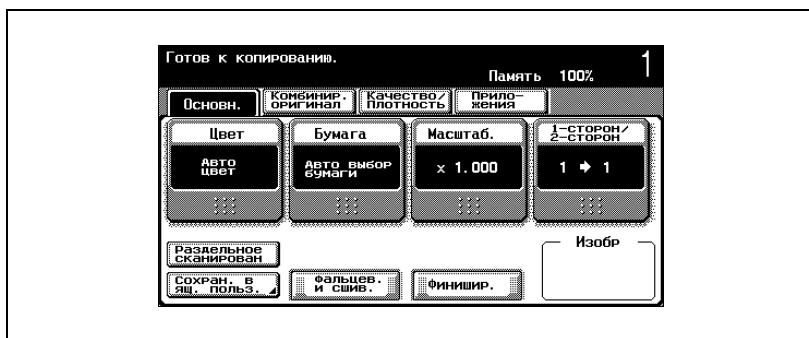 Готов к копированию.
Память 100%
1
Основн.
Комбинир.
оригинал
Качество/
плотность
Прило-
жения
Цвет
Бумага
Масштаб.
1-сторон/
2-сторон
Авто
цвет
Авто выбор
бумаги
x 1.000
1 ➔ 1
Раздельное
сканирован
Изобр
Сохран. в
ящ. польз.
Фальцев.
и сшив.
Финишир.